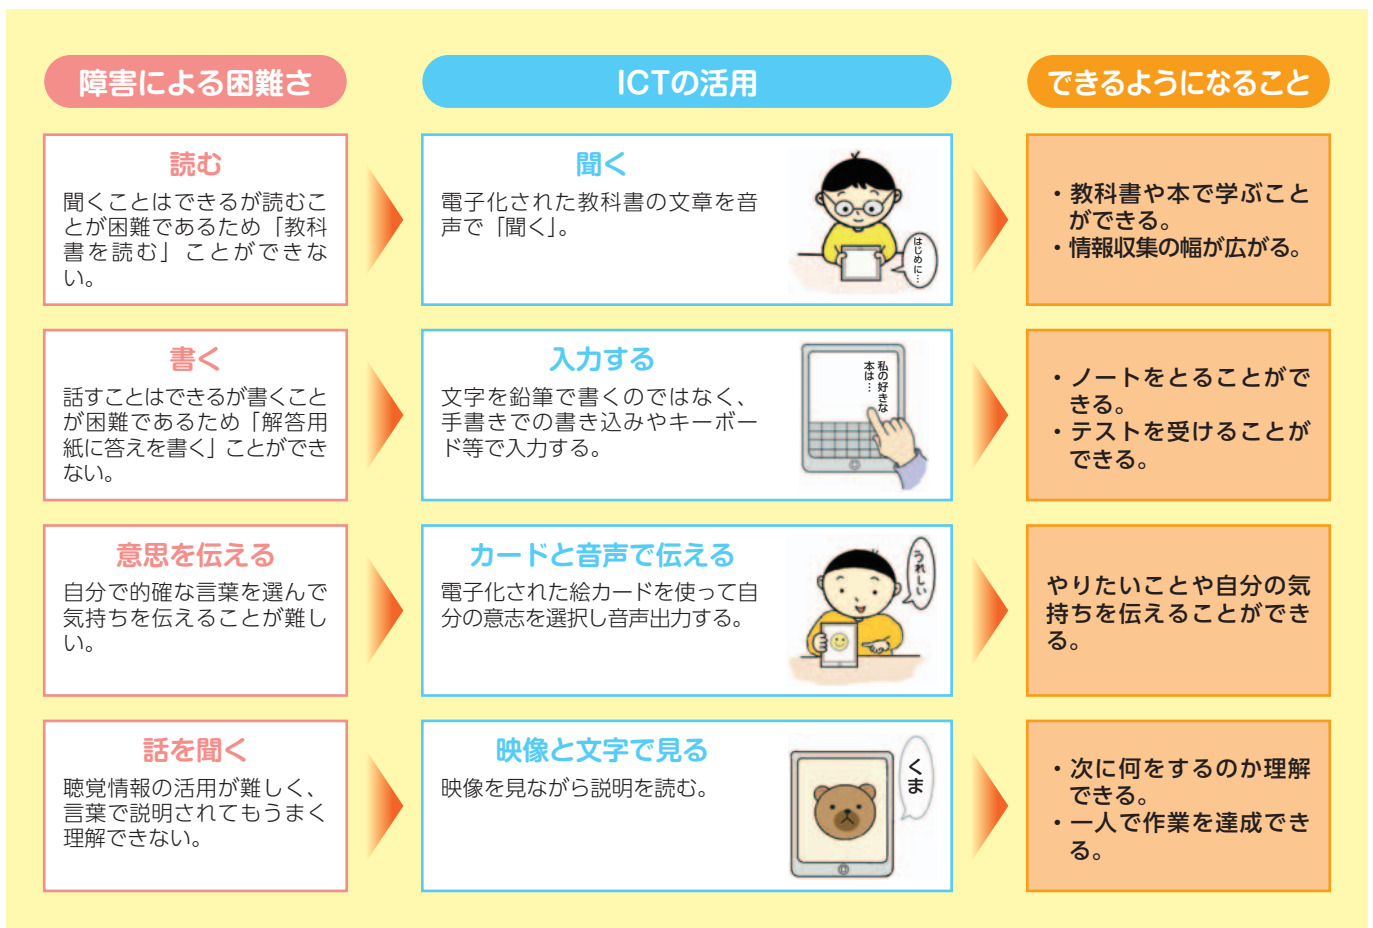 障害による困難さ
ICTの活用
できるようになること
読む
聞くことはできるが読むこ
とが困難であるため「教科
書を読む」ことができな
い。
聞く
電子化された教科書の文章を音
声で「聞く」。
はじめに…
・教科書や本で学ぶこと
ができる。
・情報収集の幅が広がる。
書く
話すことはできるが書くこと
が困難であるため「解答用
紙に答えを書く」ことができ
ない。
入力する
文字を鉛筆で書くのではなく、
手書きでの書き込みやキーボー
ド等で入力する。
私の好きな
本は…
・ノートをとることがで
きる。
・テストを受けることが
できる。
意思を伝える
自分で的確な言葉を選んで
気持ちを伝えることが難し
い。
カードと音声で伝える
電子化された絵カードを使って自
分の意志を選択し音声出力する。
うれしい
やりたいことや自分の気
持ちを伝えることができ
る。
話を聞く
聴覚情報の活用が難しく、
言葉で説明されてもうまく
理解できない。
映像と文字で見る
映像を見ながら説明を読む。
くま
・次に何をするのか理解
できる。
・一人で作業を達成でき
る。